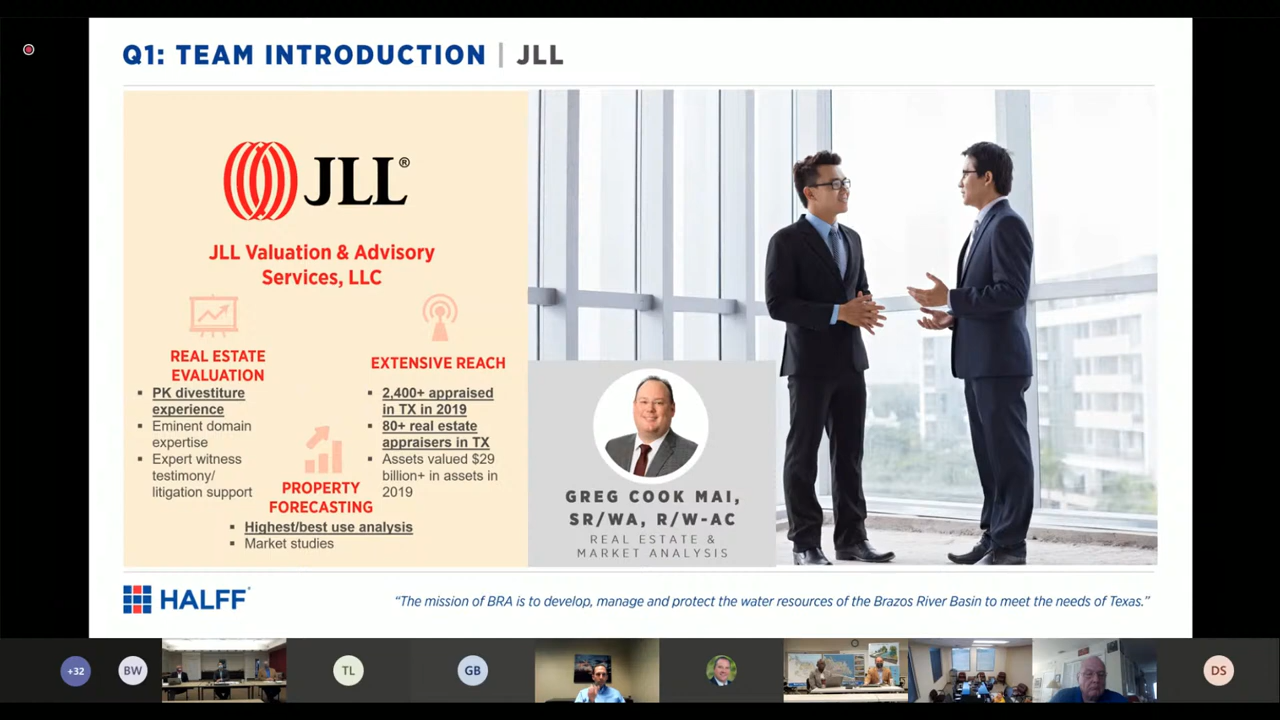 Q1: TEAM INTRODUCTION | JLL
JLL®
JLL Valuation & Advisory
Services, LLC
REAL ESTATE
EVALUATION
▪ PK divestiture
experience
▪ Eminent domain
expertise
▪ Expert witness
testimony/
litigation support
EXTENSIVE REACH
▪ 2,400+ appraised
in TX in 2019
▪ 80+ real estate
appraisers in TX
▪ Assets valued $29
billion+ in assets in
2019
PROPERTY
FORECASTING
▪ Highest/best use analysis
▪ Market studies
GREG COOK MAI,
SR/WA, R/W-AC
REAL ESTATE &
MARKET ANALYSIS
HALFF®
“The mission of BRA is to develop, manage and protect the water resources of the Brazos River Basin to meet the needs of Texas.”
+32
BW
TL
GB
DS